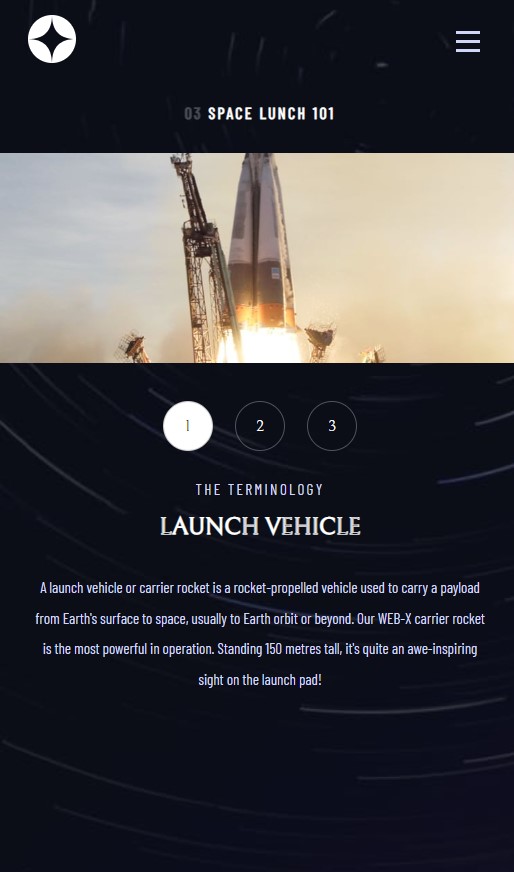 03 SPACE LUNCH 101
1 2 3
THE TERMINOLOGY
LAUNCH VEHICLE
A launch vehicle or carrier rocket is a rocket-propelled vehicle used to carry a payload
from Earth's surface to space, usually to Earth orbit or beyond. Our WEB-X carrier rocket
is the most powerful in operation. Standing 150 metres tall, it's quite an awe-inspiring
sight on the launch pad!